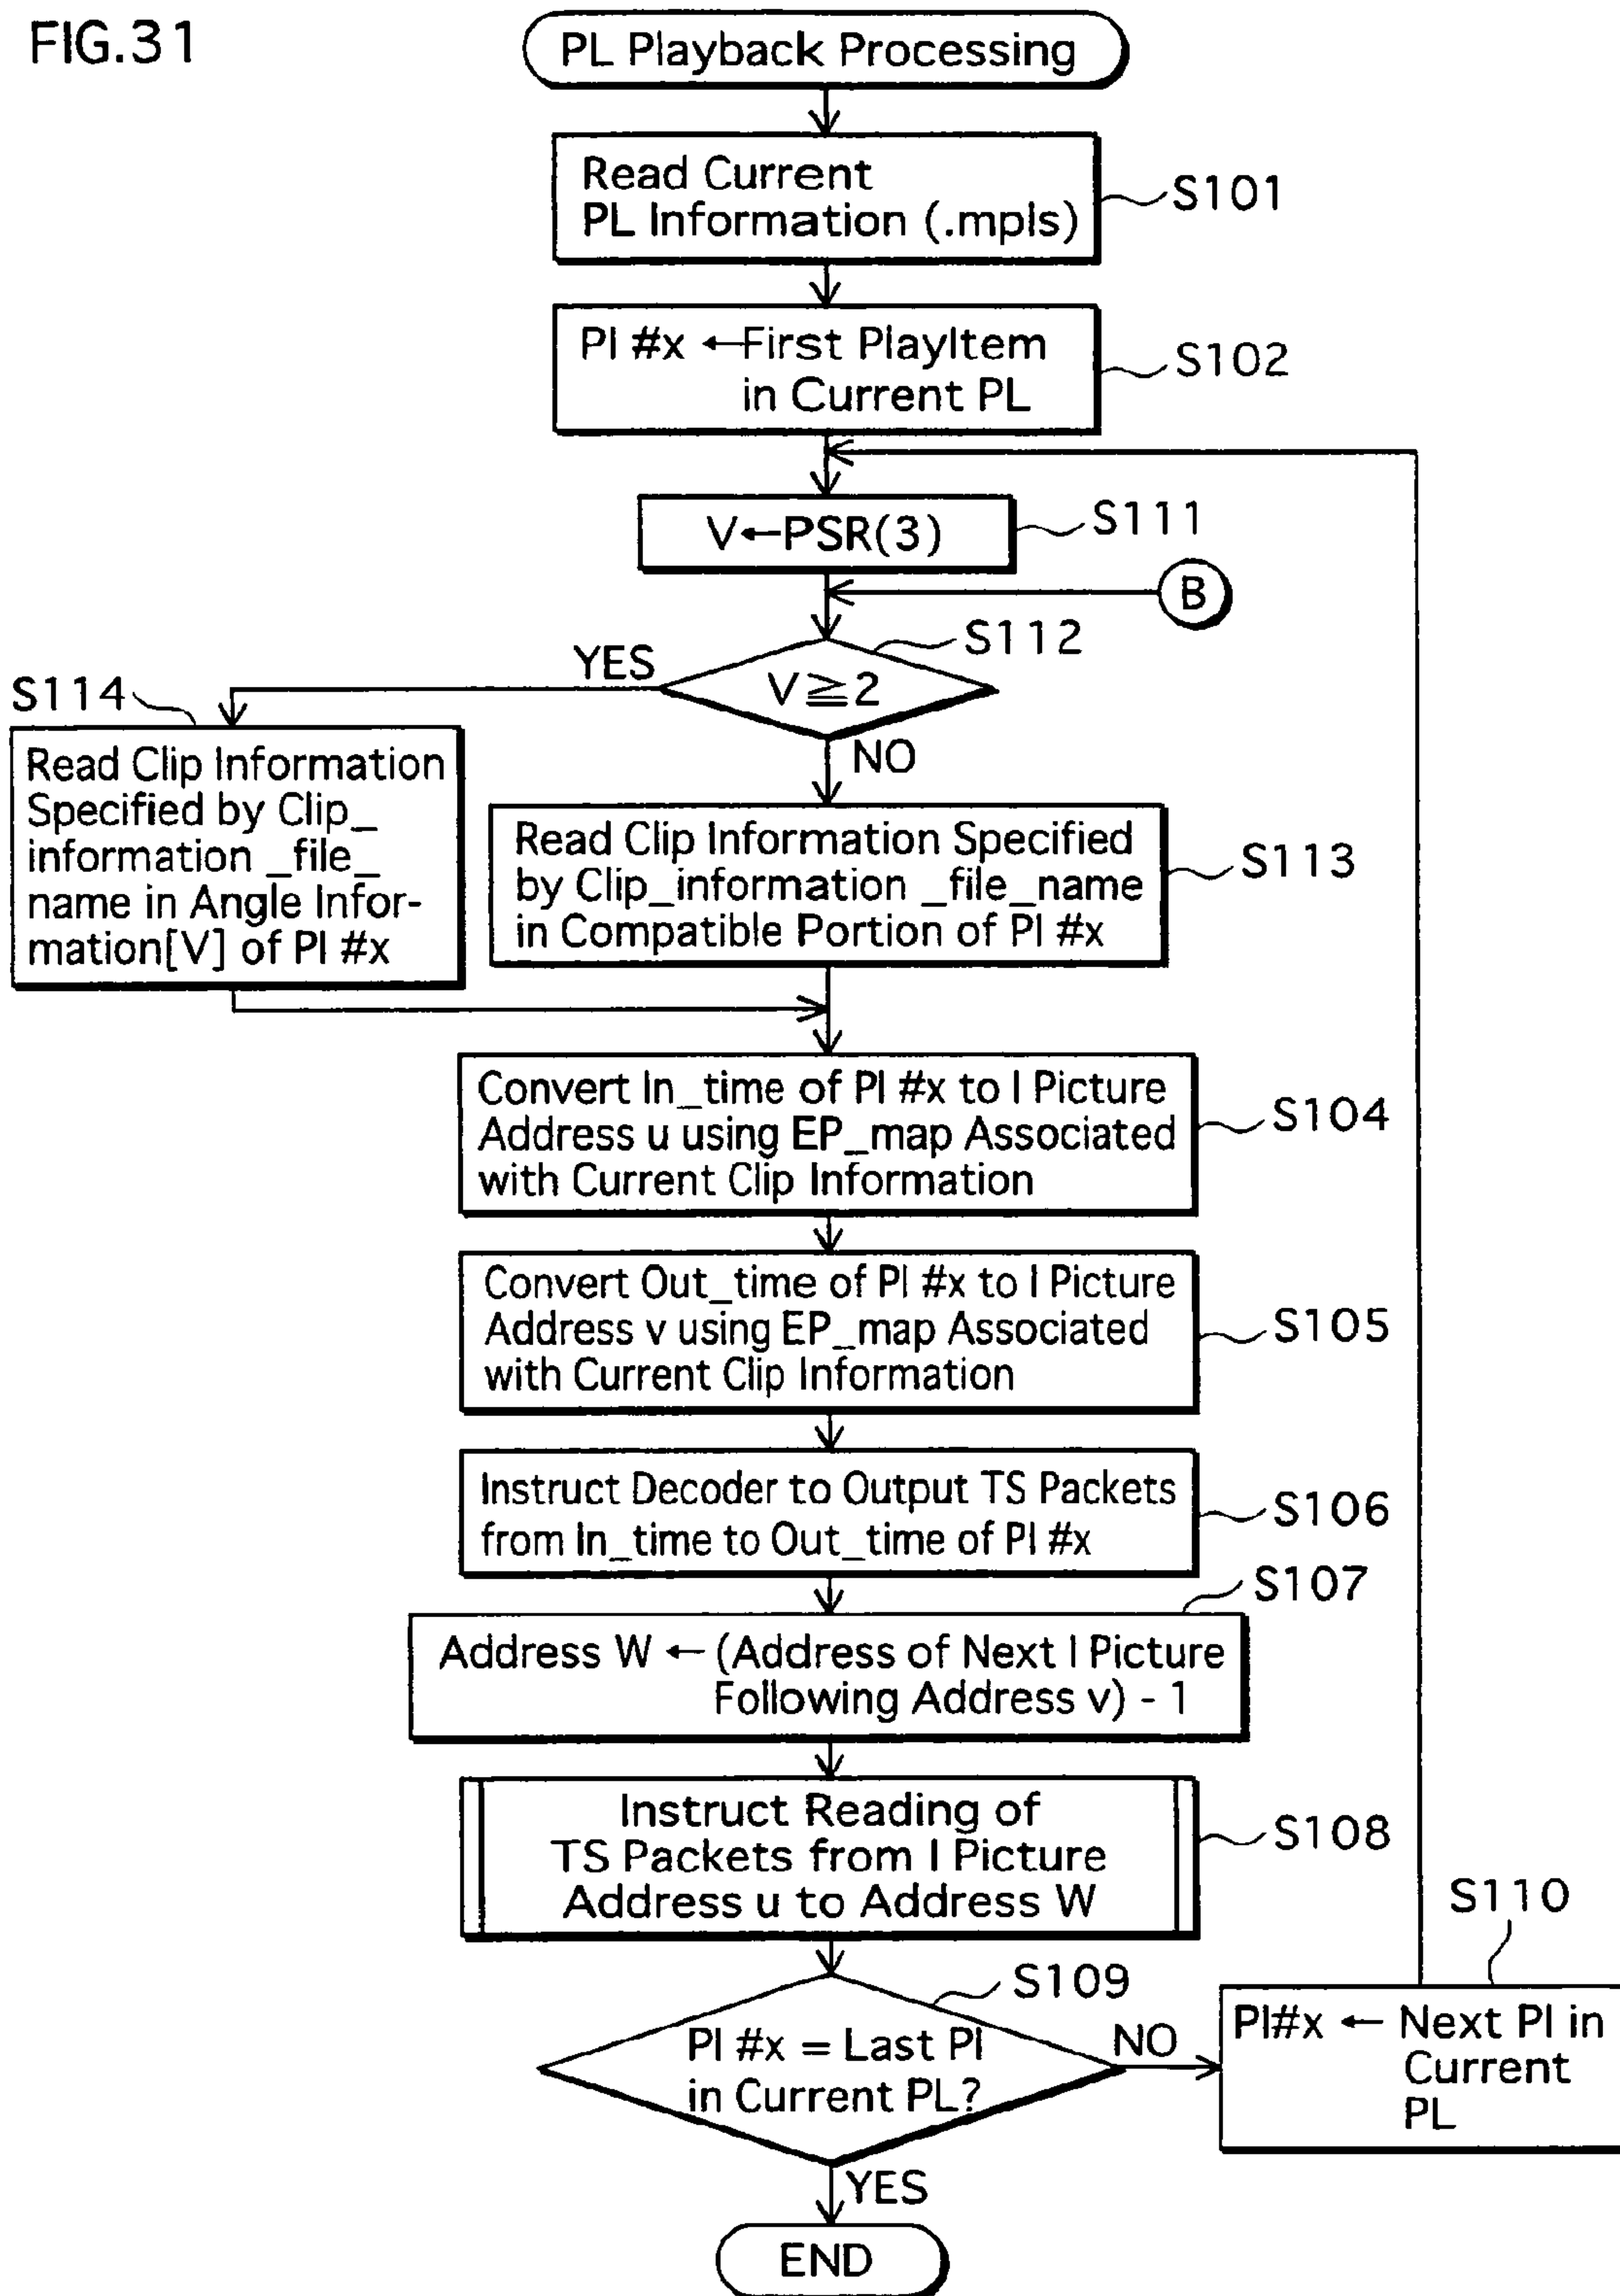 FIG.31
PL Playback Processing
Read Current
PL Information (.mpls)
S101
PI #x ←First PlayItem
in Current PL
S102
V←PSR(3)
S111
B
S112
YES
V≧2
NO
S114
Read Clip Information
Specified by Clip_
information _file_
name in Angle Infor-
mation[V] of PI #x
Read Clip Information Specified
by Clip_information _file_name
in Compatible Portion of PI #x
S113
Convert In_time of PI #x to I Picture
Address u using EP_map Associated
with Current Clip Information
S104
Convert Out_time of PI #x to I Picture
Address v using EP_map Associated
with Current Clip Information
S105
Instruct Decoder to Output TS Packets
from In_time to Out_time of PI #x
S106
S107
Address W ← (Address of Next I Picture
Following Address v) - 1
Instruct Reading of
TS Packets from I Picture
Address u to Address W
S108
S109
PI #x = Last PI
in Current PL?
NO
S110
PI#x ← Next PI in
Current
PL
YES
END